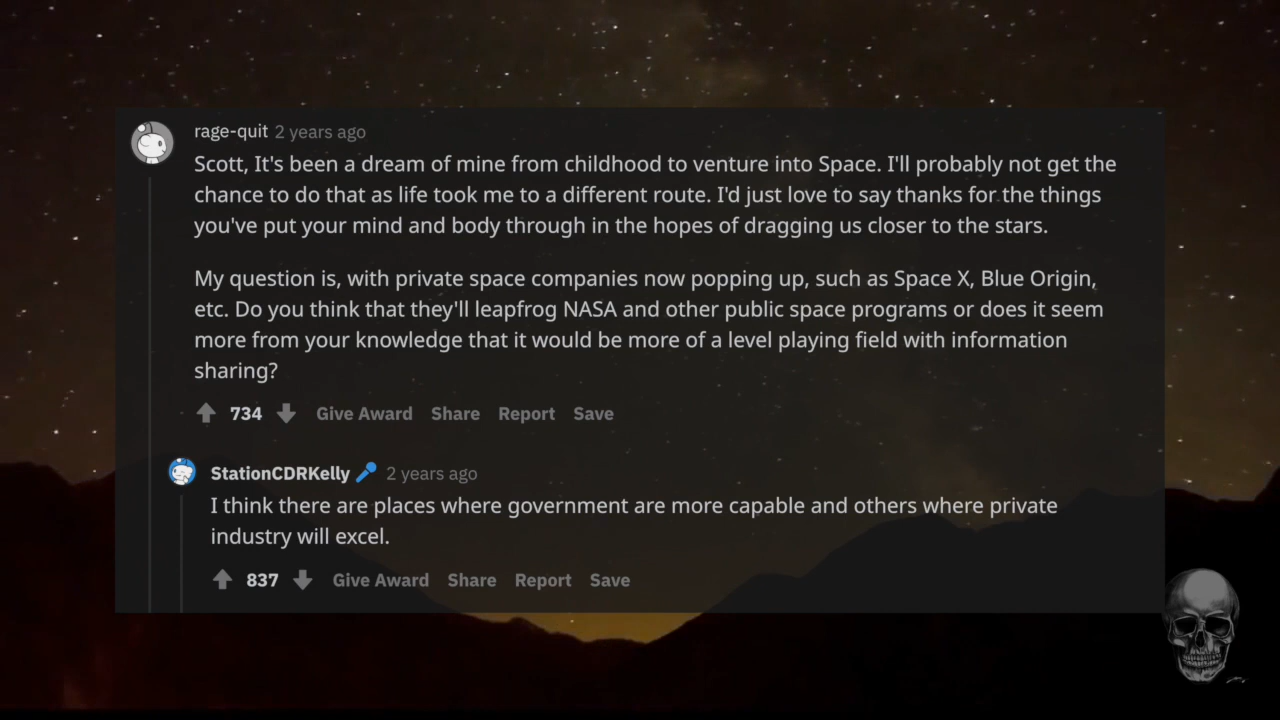 rage-quit 2 years ago
Scott, It's been a dream of mine from childhood to venture into Space. I'll probably not get the
chance to do that as life took me to a different route. I'd just love to say thanks for the things
you've put your mind and body through in the hopes of dragging us closer to the stars.
My question is, with private space companies now popping up, such as Space X, Blue Origin,
etc. Do you think that they'll leapfrog NASA and other public space programs or does it seem
more from your knowledge that it would be more of a level playing field with information
sharing?
734 Give Award Share Report Save
StationCDRKelly 2 years ago
I think there are places where government are more capable and others where private
industry will excel.
837 Give Award Share Report Save